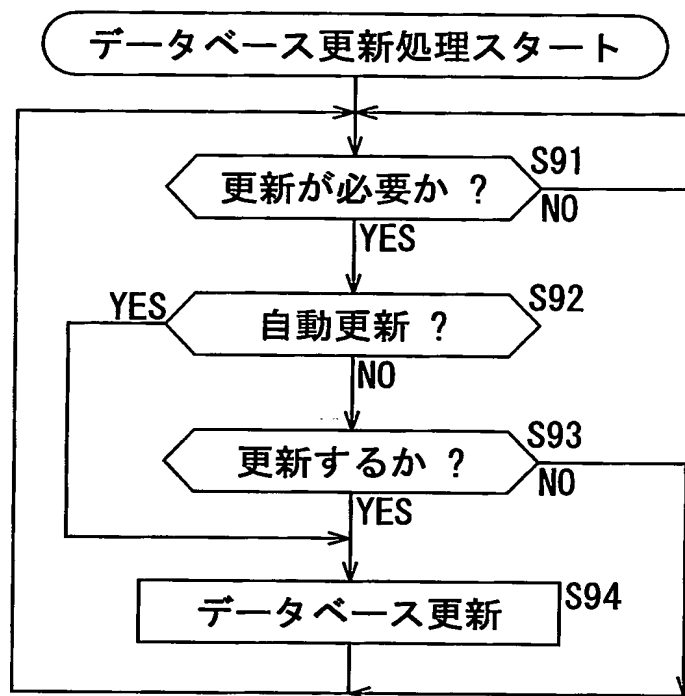 データベース更新処理スタート
S91
更新が必要か ?
NO
YES
YES
S92
自動更新 ?
NO
S93
更新するか ?
NO
YES
S94
データベース更新